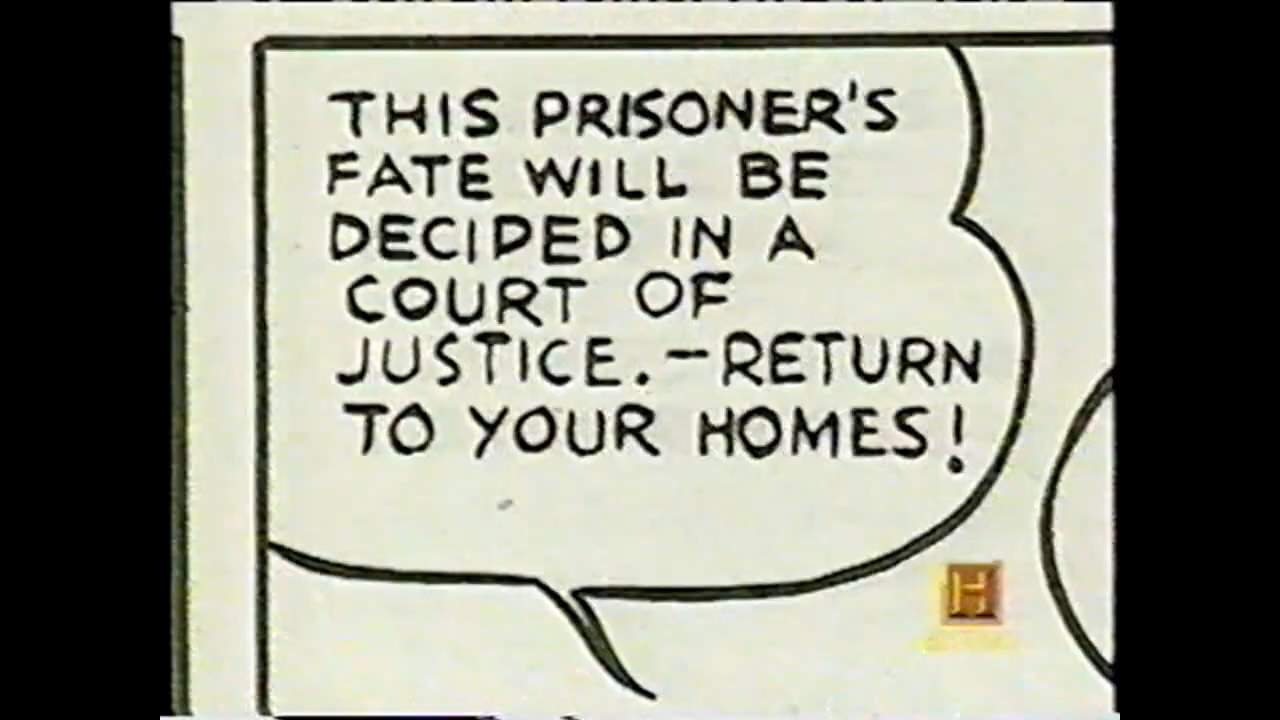 THIS PRISONER'S
FATE WILL BE
DECIDED IN A
COURT OF
JUSTICE.—RETURN
TO YOUR HOMES!
H